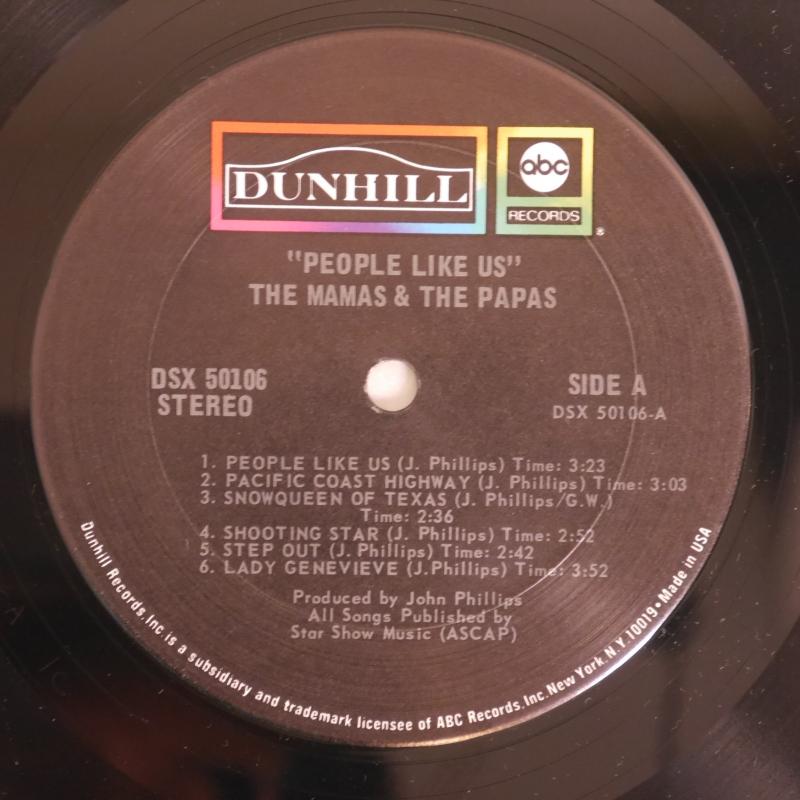 DUNHILL
abc
RECORDS
®
"PEOPLE LIKE US"
THE MAMAS & THE PAPAS
DSX 50106
STEREO
SIDE A
DSX 50106-A
1. PEOPLE LIKE US (J. Phillips) Time: 3:23
2. PACIFIC COAST HIGHWAY (J. Phillips) Time: 3:03
3. SNOWQUEEN OF TEXAS (J. Phillips/G.W.)
Time: 2:36
4. SHOOTING STAR (J. Phillips) Time: 2:52
5. STEP OUT (J. Phillips) Time: 2:42
6. LADY GENEVIEVE (J.Phillips) Time: 3:52
Produced by John Phillips
All Songs Published by
Star Show Music (ASCAP)
Dunhill Records, Inc. is a subsidiary and trademark licensee of ABC Records, Inc. New York, N.Y. 10019 • Made in USA